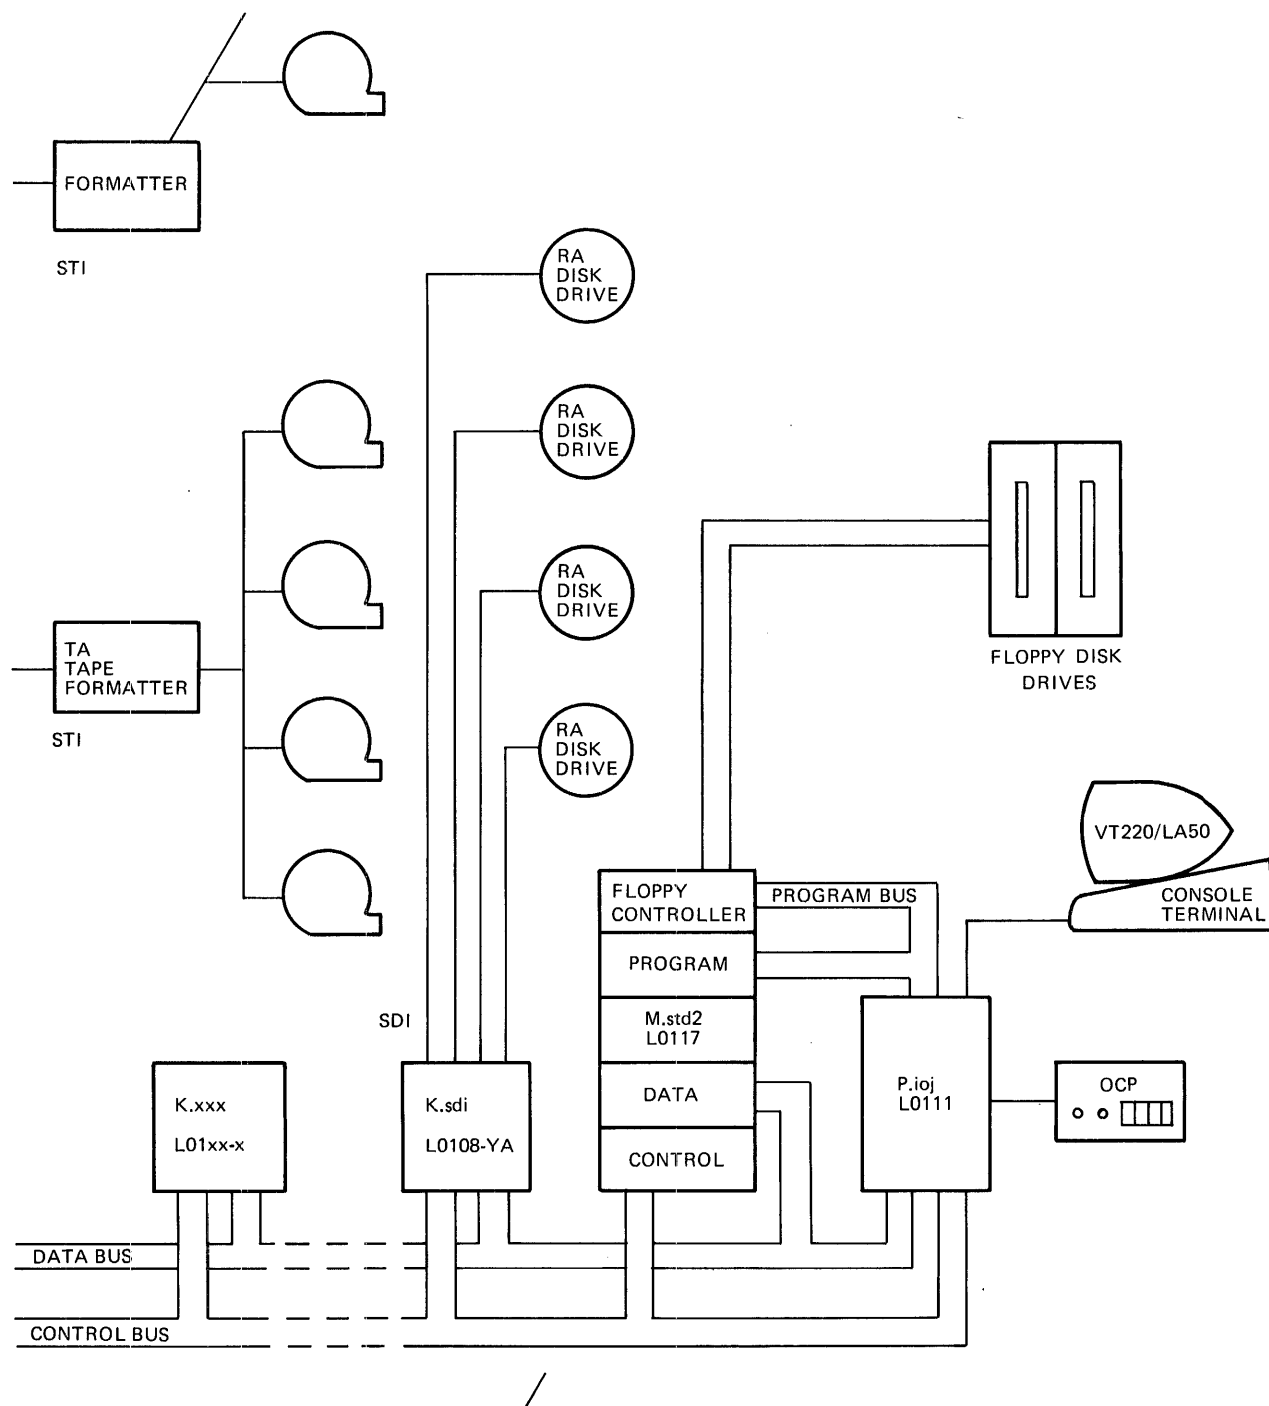 FORMATTER
STI
RA
DISK
DRIVE
RA
DISK
DRIVE
RA
DISK
DRIVE
FLOPPY DISK
DRIVES
TA
TAPE
FORMATTER
STI
RA
DISK
DRIVE
VT220/LA50
CONSOLE
TERMINAL
FLOPPY
CONTROLLER
PROGRAM BUS
PROGRAM
SDI
M.std2
L0117
K.xxx
L01xx-x
K.sdi
L0108-YA
DATA
P.ioj
L0111
OCP
CONTROL
DATA BUS
CONTROL BUS